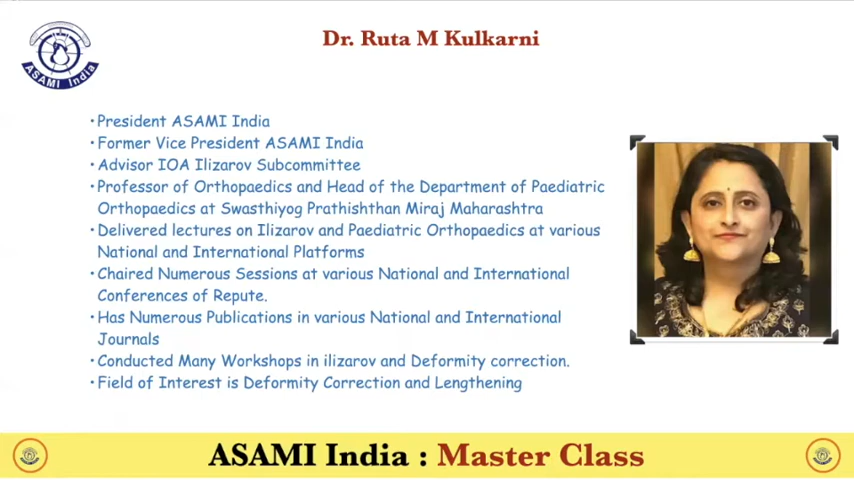 Dr. Ruta M Kulkarni
ASAMI India
•President ASAMI India
•Former Vice President ASAMI India
•Advisor IOA Ilizarov Subcommittee
•Professor of Orthopaedics and Head of the Department of Paediatric
Orthopaedics at Swasthiyog Prathishthan Miraj Maharashtra
•Delivered lectures on Ilizarov and Paediatric Orthopaedics at various
National and International Platforms
•Chaired Numerous Sessions at various National and International
Conferences of Repute.
•Has Numerous Publications in various National and International
Journals
•Conducted Many Workshops in ilizarov and Deformity correction.
•Field of Interest is Deformity Correction and Lengthening
ASAMI India : Master Class